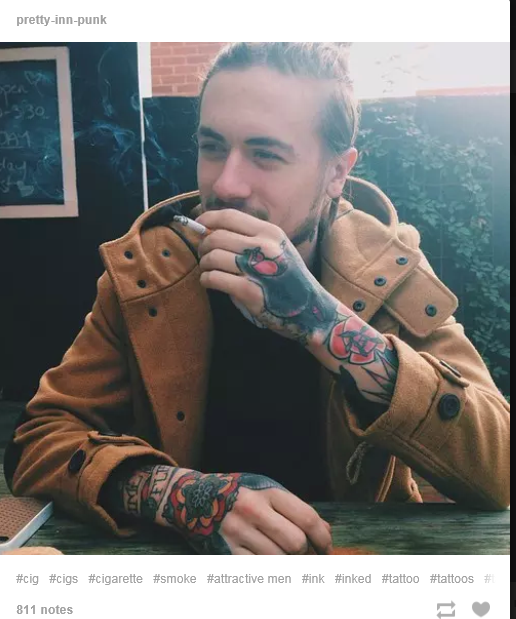 pretty-inn-punk
#cig #cigs #cigarette #smoke #attractive men #ink #inked #tattoo #tattoos
811 notes